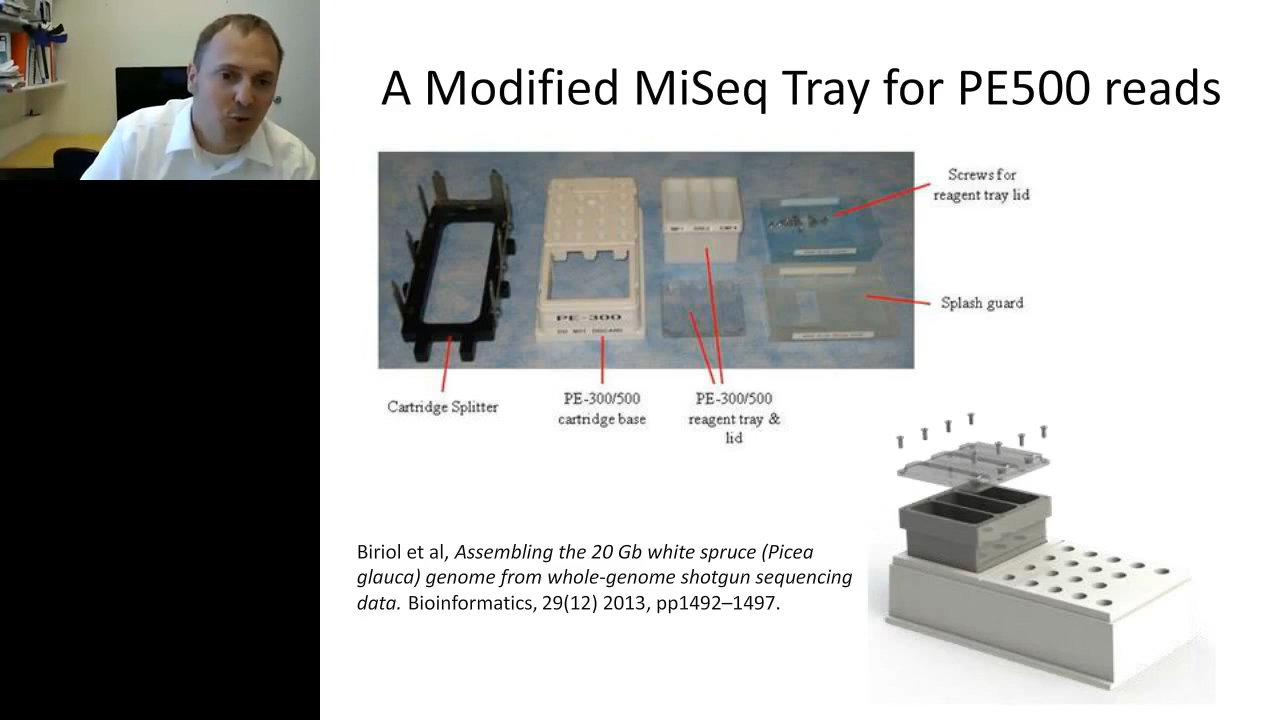 A Modified MiSeq Tray for PE500 reads
Screws for
reagent tray lid
Splash guard
PE-300
DO NOT DISCARD
Cartridge Splitter
PE-300/500
cartridge base
PE-300/500
reagent tray &
lid
Biriol et al, Assembling the 20 Gb white spruce (Picea
glauca) genome from whole-genome shotgun sequencing
data. Bioinformatics, 29(12) 2013, pp1492–1497.